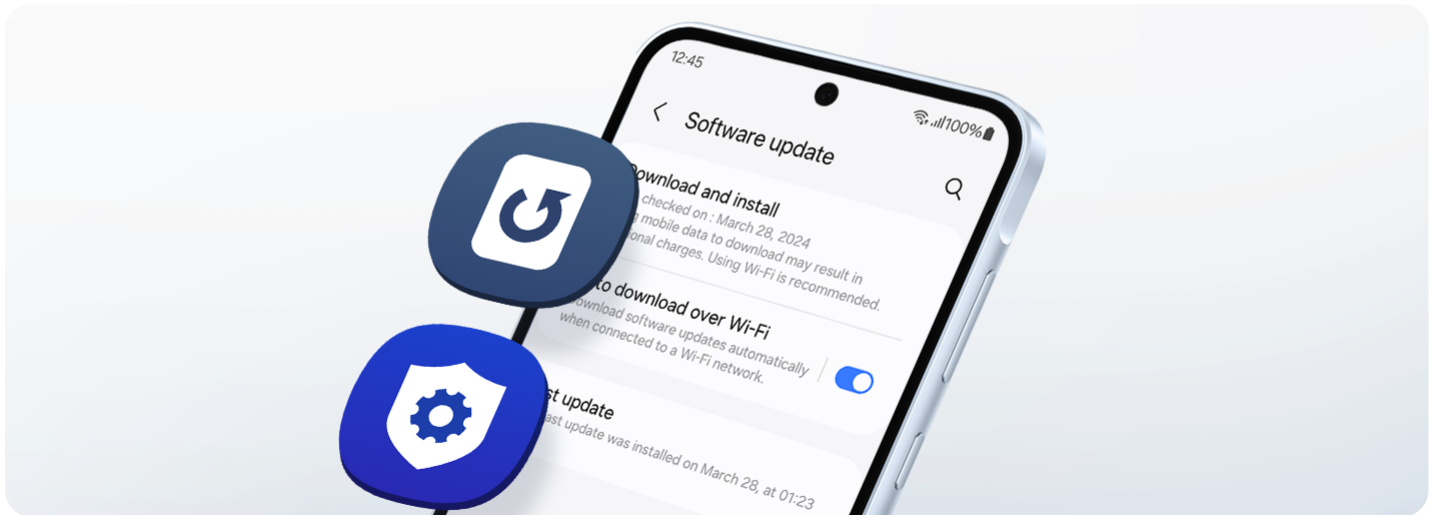 12:45
100%
Software update
Download and install
checked on : March 28, 2024
mobile data to download may result in
charges. Using Wi-Fi is recommended.
to download over Wi-Fi
Download software updates automatically
when connected to a Wi-Fi network.
update
update was installed on March 28, at 01:23